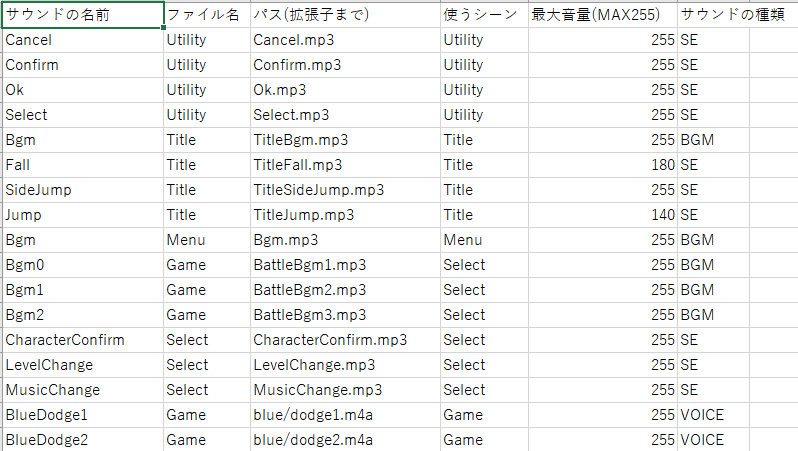 サウンドの名前 ファイル名 パス(拡張子まで) 使うシーン 最大音量(MAX255) サウンドの種類
Cancel Utility Cancel.mp3 Utility 255 SE
Confirm Utility Confirm.mp3 Utility 255 SE
Ok Utility Ok.mp3 Utility 255 SE
Select Utility Select.mp3 Utility 255 SE
Bgm Title TitleBgm.mp3 Title 255 BGM
Fall Title TitleFall.mp3 Title 180 SE
SideJump Title TitleSideJump.mp3 Title 255 SE
Jump Title TitleJump.mp3 Title 140 SE
Bgm Menu Bgm.mp3 Menu 255 BGM
Bgm0 Game BattleBgm1.mp3 Select 255 BGM
Bgm1 Game BattleBgm2.mp3 Select 255 BGM
Bgm2 Game BattleBgm3.mp3 Select 255 BGM
CharacterConfirm Select CharacterConfirm.mp3 Select 255 SE
LevelChange Select LevelChange.mp3 Select 255 SE
MusicChange Select MusicChange.mp3 Select 255 SE
BlueDodge1 Game blue/dodge1.m4a Game 255 VOICE
BlueDodge2 Game blue/dodge2.m4a Game 255 VOICE